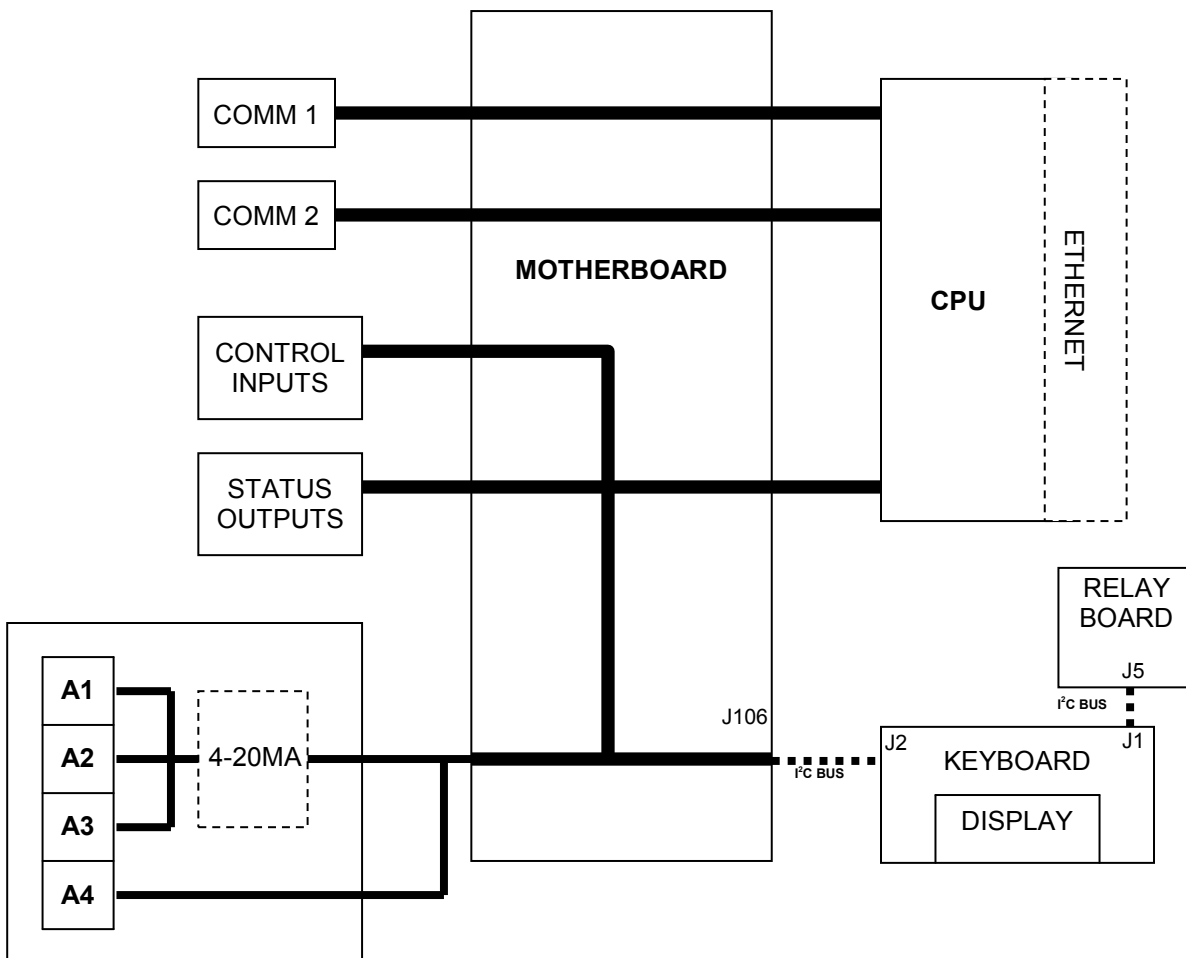 COMM 1
COMM 2
MOTHERBOARD
CPU
ETHERNET
CONTROL
INPUTS
STATUS
OUTPUTS
RELAY
BOARD
J5
I²C BUS
A1
A2
A3
A4
4-20MA
J106
I²C BUS
J2
J1
KEYBOARD
DISPLAY